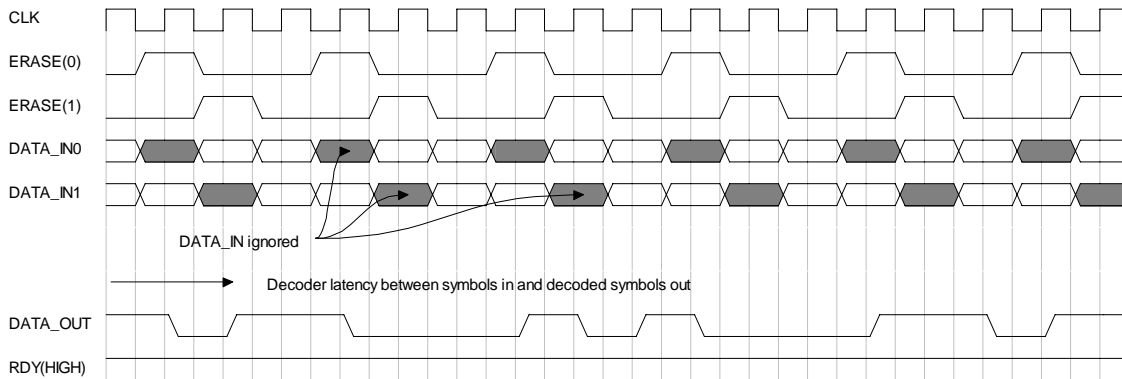 CLK
ERASE(0)
ERASE(1)
DATA_IN0
DATA_IN1
DATA_IN ignored
Decoder latency between symbols in and decoded symbols out
DATA_OUT
RDY(HIGH)